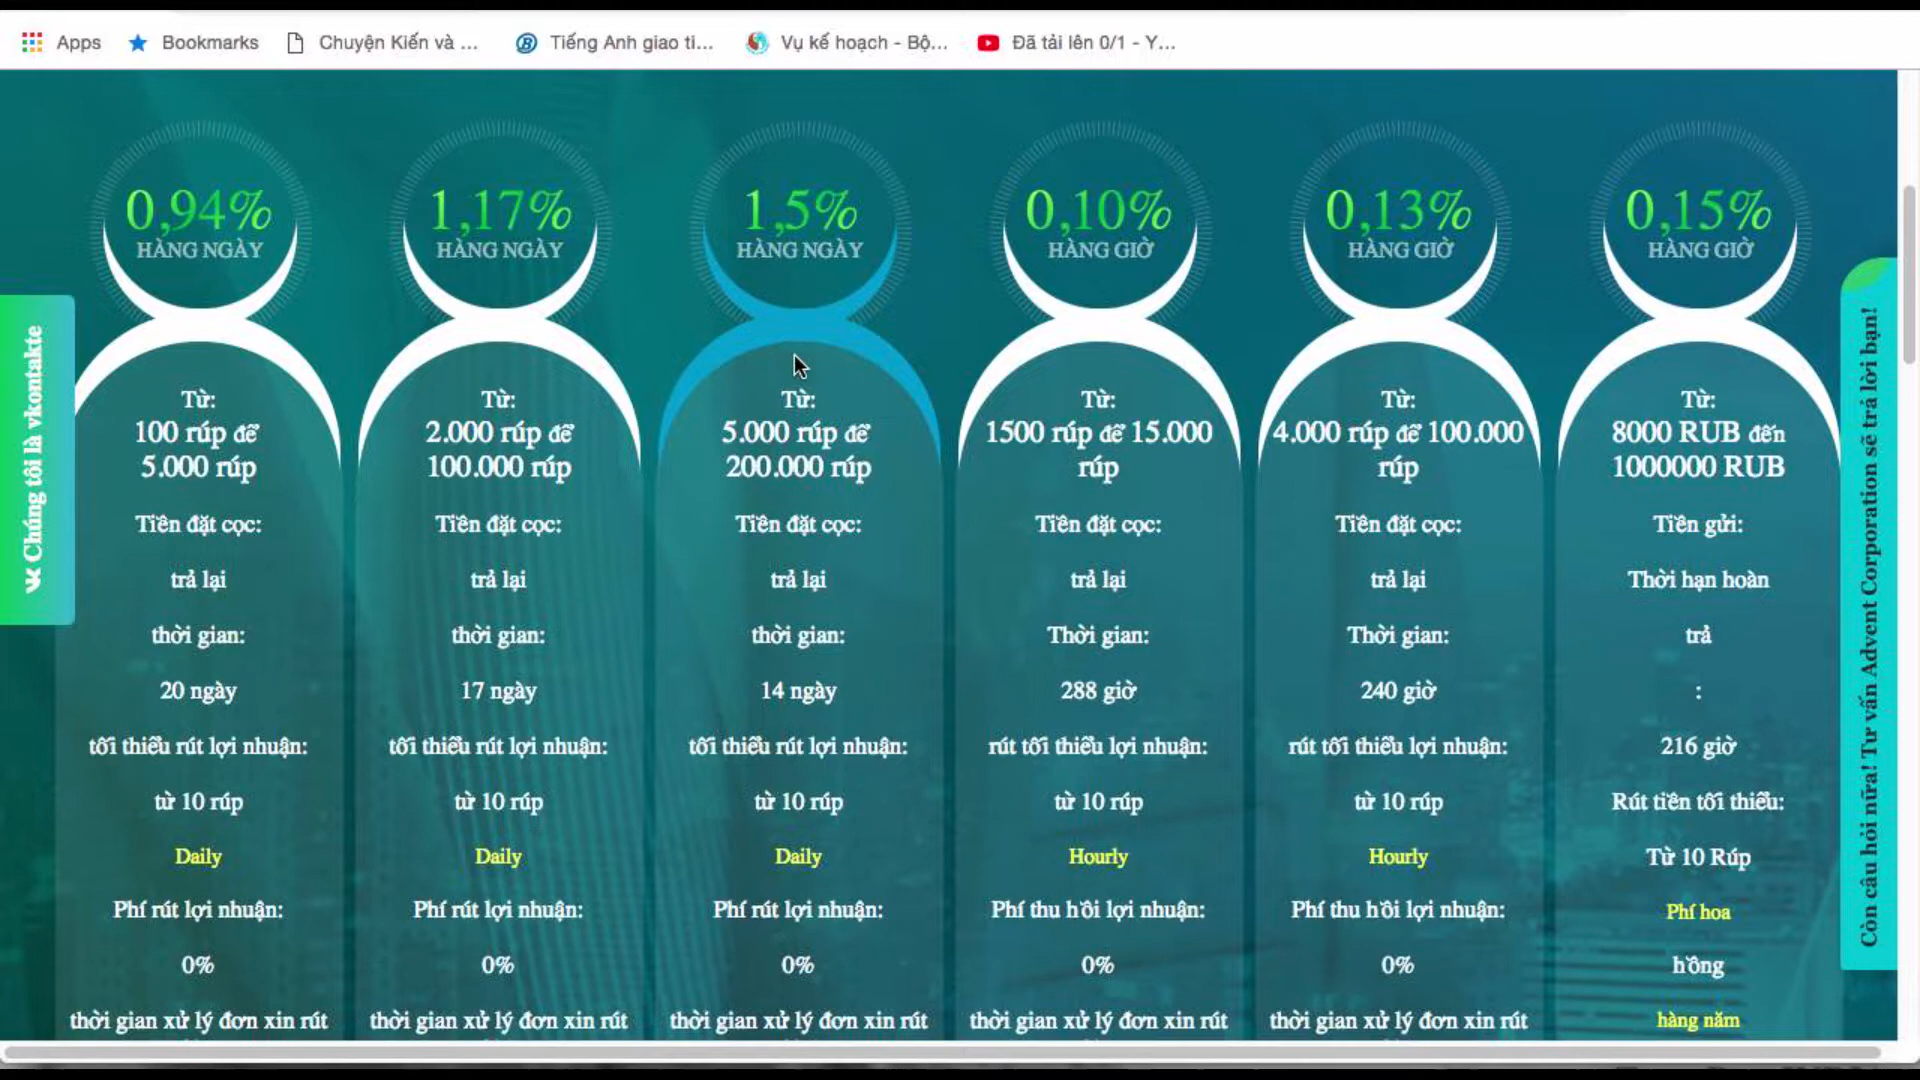 Apps Bookmarks Chuyện Kiến và ... Tiếng Anh giao ti... Vụ kế hoạch - Bộ... Đã tải lên 0/1 - Y...
0,94%
HÀNG NGÀY
Từ:
100 rúp để
5.000 rúp
Tiền đặt cọc:
trả lại
thời gian:
20 ngày
tối thiểu rút lợi nhuận:
từ 10 rúp
Daily
Phí rút lợi nhuận:
0%
thời gian xử lý đơn xin rút
1,17%
HÀNG NGÀY
Từ:
2.000 rúp để
100.000 rúp
Tiền đặt cọc:
trả lại
thời gian:
17 ngày
tối thiểu rút lợi nhuận:
từ 10 rúp
Daily
Phí rút lợi nhuận:
0%
thời gian xử lý đơn xin rút
1,5%
HÀNG NGÀY
Từ:
5.000 rúp để
200.000 rúp
Tiền đặt cọc:
trả lại
thời gian:
14 ngày
tối thiểu rút lợi nhuận:
từ 10 rúp
Daily
Phí rút lợi nhuận:
0%
thời gian xử lý đơn xin rút
0,10%
HÀNG GIỜ
Từ:
1500 rúp để 15.000
rúp
Tiền đặt cọc:
trả lại
Thời gian:
288 giờ
rút tối thiểu lợi nhuận:
từ 10 rúp
Hourly
Phí thu hồi lợi nhuận:
0%
thời gian xử lý đơn xin rút
0,13%
HÀNG GIỜ
Từ:
4.000 rúp để 100.000
rúp
Tiền đặt cọc:
trả lại
Thời gian:
240 giờ
rút tối thiểu lợi nhuận:
từ 10 rúp
Hourly
Phí thu hồi lợi nhuận:
0%
thời gian xử lý đơn xin rút
0,15%
HÀNG GIỜ
Từ:
8000 RUB đến
1000000 RUB
Tiền gửi:
Thời hạn hoàn
trả
:
216 giờ
Rút tiền tối thiểu:
Từ 10 Rúp
Phí hoa
hồng
hàng năm
Chúng tôi là vkontakte
Còn câu hỏi nữa! Tư vấn Advent Corporation sẽ trả lời bạn!